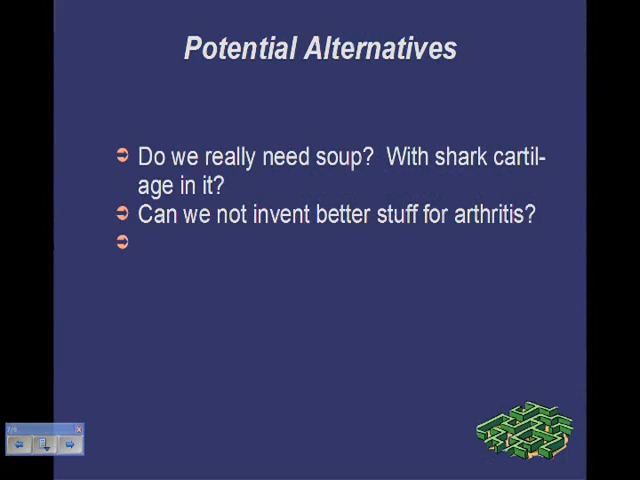 Potential Alternatives
Do we really need soup?  With shark cartil-
age in it?
Can we not invent better stuff for arthritis?